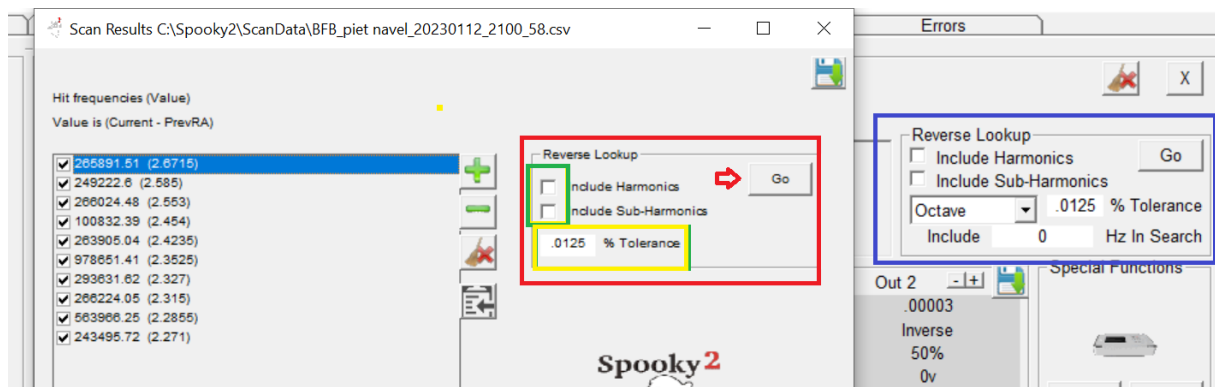 Scan Results C:\Spooky2\ScanData\BFB_piet navel_20230112_2100_58.csv
Errors
X
Hit frequencies (Value)
Value is (Current - PrevRA)
265891.51 (2.6715)
249222.6 (2.585)
266024.48 (2.553)
100832.39 (2.454)
263905.04 (2.4235)
978651.41 (2.3525)
293631.62 (2.327)
266224.05 (2.315)
563966.25 (2.2855)
243495.72 (2.271)
Reverse Lookup
Include Harmonics
Go
Include Sub-Harmonics
.0125 % Tolerance
Spooky2
Reverse Lookup
Include Harmonics
Go
Include Sub-Harmonics
Octave .0125 % Tolerance
Include 0 Hz In Search
Out 2 - +
.00003
Inverse
50%
0v
Special Functions